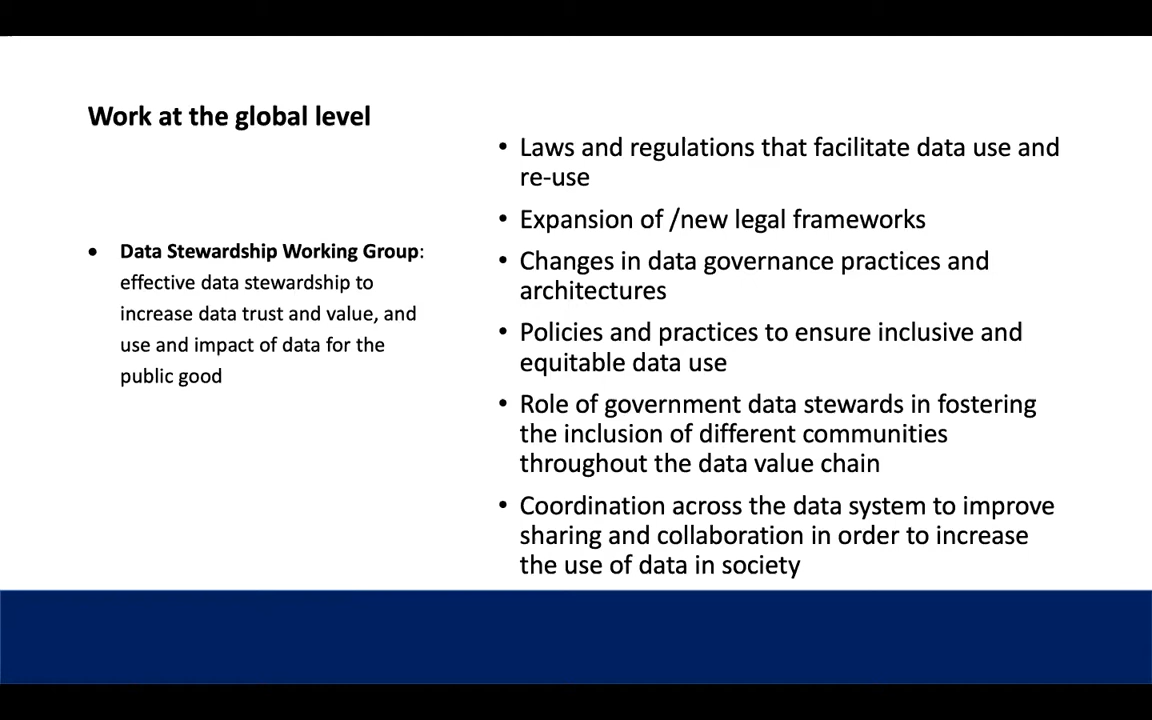 Work at the global level
• Data Stewardship Working Group:
effective data stewardship to
increase data trust and value, and
use and impact of data for the
public good
• Laws and regulations that facilitate data use and
re-use
• Expansion of /new legal frameworks
• Changes in data governance practices and
architectures
• Policies and practices to ensure inclusive and
equitable data use
• Role of government data stewards in fostering
the inclusion of different communities
throughout the data value chain
• Coordination across the data system to improve
sharing and collaboration in order to increase
the use of data in society